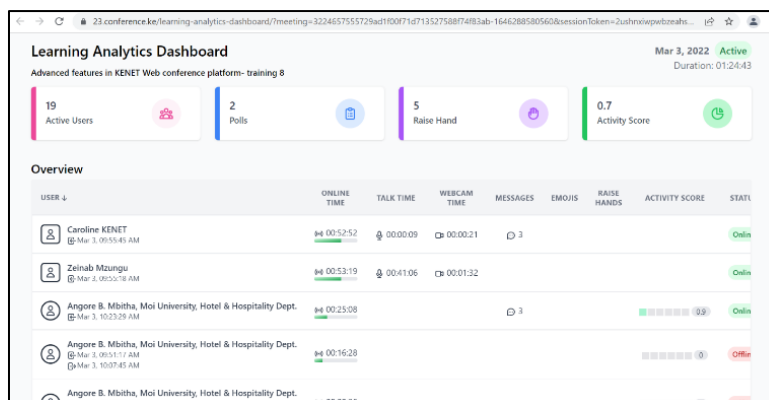 23.conference.ke/learning-analytics-dashboard/?meeting=3224657555729ad1f00f71d713527588f74f83ab-1646288580560&sessionToken=2ushnxiwpwbzeahs...
Learning Analytics Dashboard
Mar 3, 2022 Active
Duration: 01:24:43
Advanced features in KENET Web conference platform- training 8
19
Active Users
2
Polls
5
Raise Hand
0.7
Activity Score
Overview
USER ONLINE TIME TALK TIME WEBCAM TIME MESSAGES EMOJIS RAISE HANDS ACTIVITY SCORE STATU
Caroline KENET
Mar 3, 09:55:45 AM
00:52:52 00:00:09 00:00:21 3 Onlin
Zeinab Mzungu
Mar 3, 09:55:18 AM
00:53:19 00:41:06 00:01:32 Onlin
Angore B. Mbitha, Moi University, Hotel & Hospitality Dept.
Mar 3, 10:23:29 AM
00:25:08 3 0.9 Onlin
Angore B. Mbitha, Moi University, Hotel & Hospitality Dept.
Mar 3, 09:51:17 AM
Mar 3, 10:07:45 AM
00:16:28 0 Offlin
Angore B. Mbitha, Moi University, Hotel & Hospitality Dept.